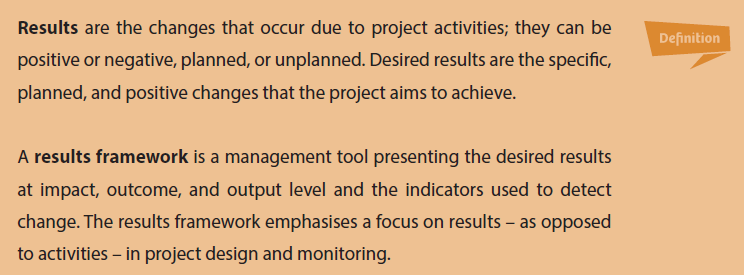 Results are the changes that occur due to project activities; they can be
positive or negative, planned, or unplanned. Desired results are the specific,
planned, and positive changes that the project aims to achieve.
A results framework is a management tool presenting the desired results
at impact, outcome, and output level and the indicators used to detect
change. The results framework emphasises a focus on results – as opposed
to activities – in project design and monitoring.
Definition